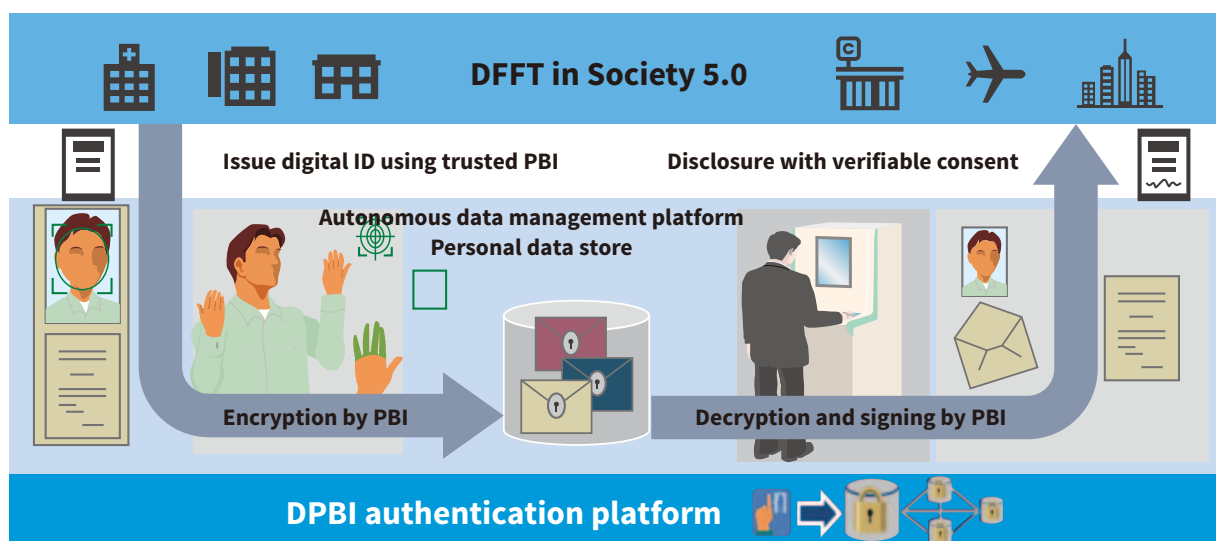 DFFT in Society 5.0
C
Issue digital ID using trusted PBI
Disclosure with verifiable consent
Autonomous data management platform
Personal data store
Encryption by PBI
Decryption and signing by PBI
DPBI authentication platform